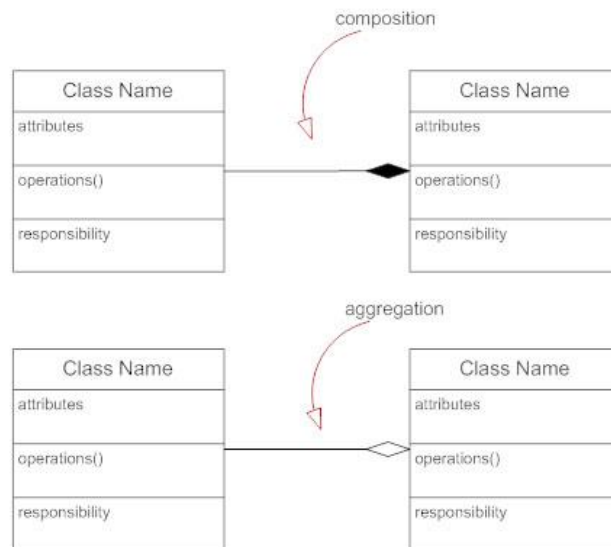 composition
Class Name
attributes
operations()
responsibility
Class Name
attributes
operations()
responsibility
aggregation
Class Name
attributes
operations()
responsibility
Class Name
attributes
operations()
responsibility